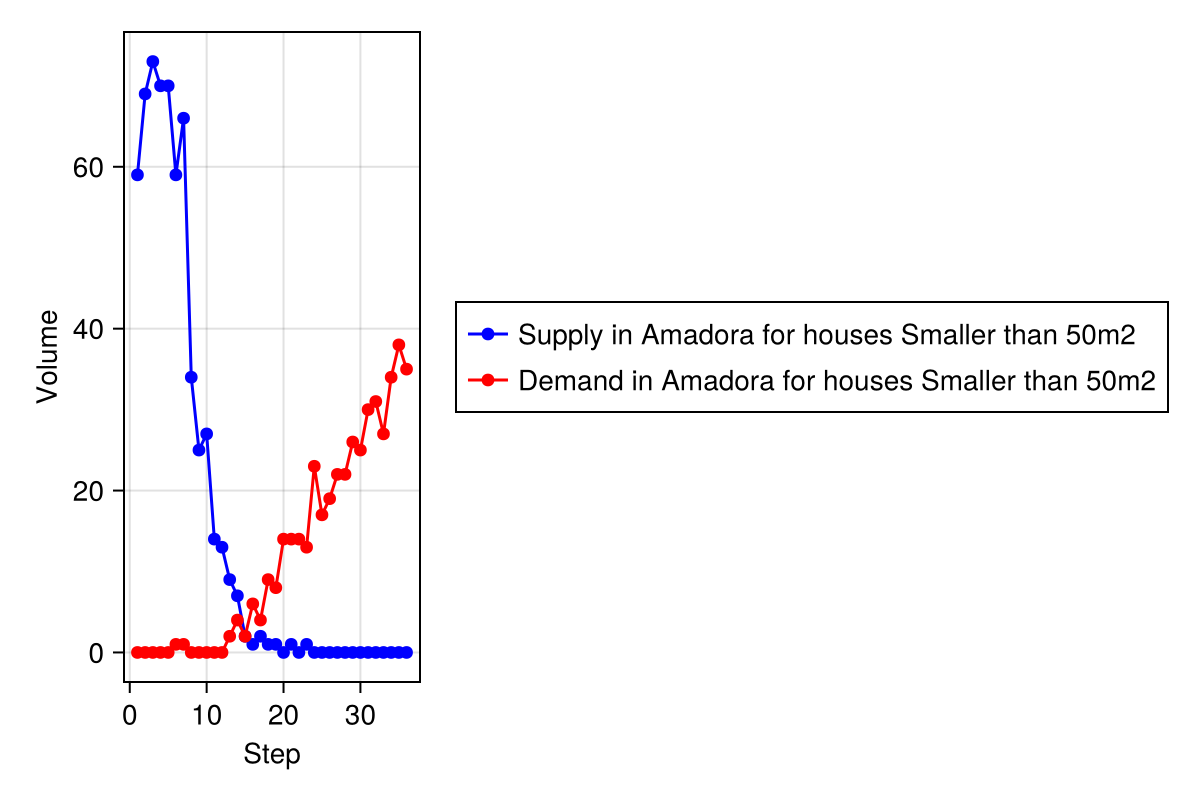 60
40
20
0
Volume
0 10 20 30
Step
Supply in Amadora for houses Smaller than 50m2
Demand in Amadora for houses Smaller than 50m2